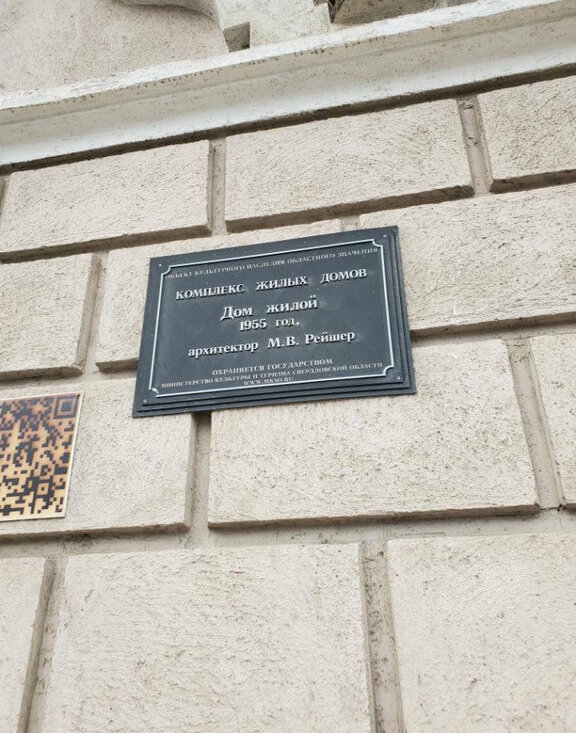 ОБЪЕКТ КУЛЬТУРНОГО НАСЛЕДИЯ ОБЛАСТНОГО ЗНАЧЕНИЯ
КОМПЛЕКС ЖИЛЫХ ДОМОВ
Дом жилой
1955 год,
архитектор М.В. Рейшер
ОХРАНЯЕТСЯ ГОСУДАРСТВОМ
МИНИСТЕРСТВО КУЛЬТУРЫ И ТУРИЗМА СВЕРДЛОВСКОЙ ОБЛАСТИ
WWW.MKSO.RU